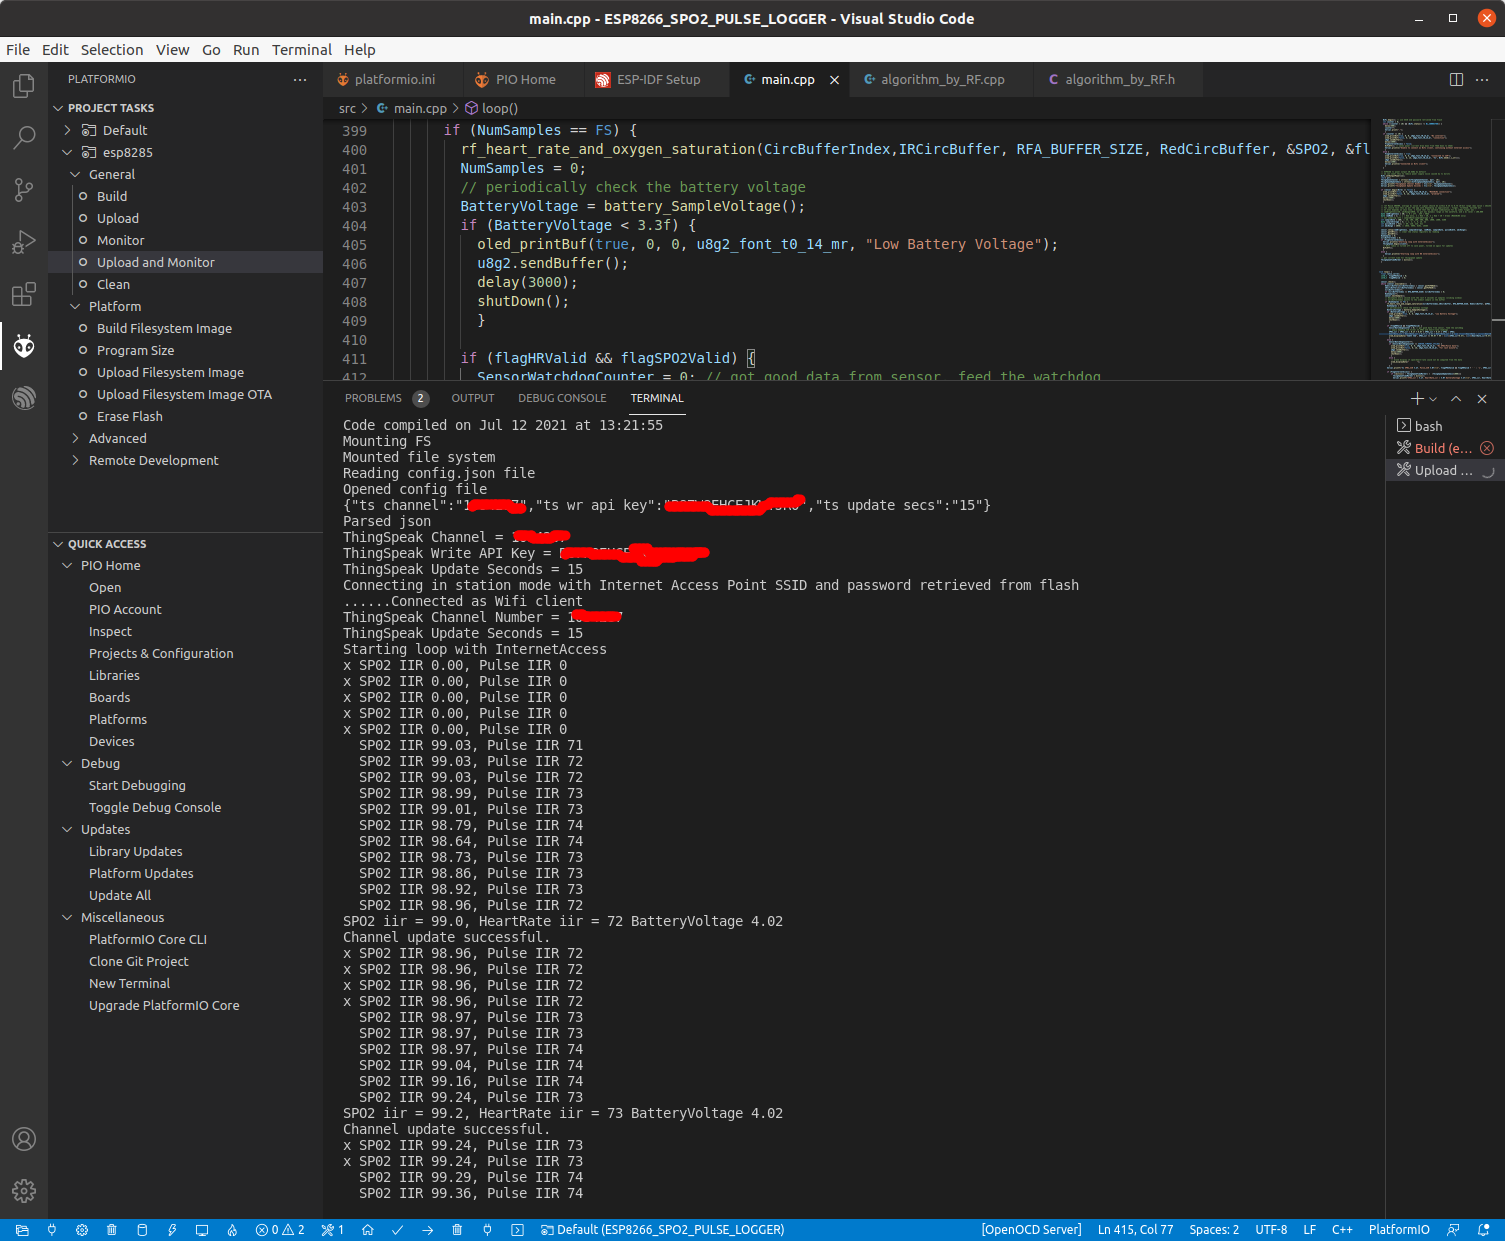 main.cpp - ESP8266_SPO2_PULSE_LOGGER - Visual Studio Code
File Edit Selection View Go Run Terminal Help
PLATFORMIO
platformio.ini PIO Home ESP-IDF Setup main.cpp algorithm_by_RF.cpp algorithm_by_RF.h
src > main.cpp > loop()
PROJECT TASKS
Default
esp8285
General
Build
Upload
Monitor
Upload and Monitor
Clean
Platform
Build Filesystem Image
Program Size
Upload Filesystem Image
Upload Filesystem Image OTA
Erase Flash
Advanced
Remote Development
QUICK ACCESS
PIO Home
Open
PIO Account
Inspect
Projects & Configuration
Libraries
Boards
Platforms
Devices
Debug
Start Debugging
Toggle Debug Console
Updates
Library Updates
Platform Updates
Update All
Miscellaneous
PlatformIO Core CLI
Clone Git Project
New Terminal
Upgrade PlatformIO Core
399 if (NumSamples == FS) {
400 rf_heart_rate_and_oxygen_saturation(CircBufferIndex,IRCircBuffer, RFA_BUFFER_SIZE, RedCircBuffer, &SPO2, &fl
401 NumSamples = 0;
402 // periodically check the battery voltage
403 BatteryVoltage = battery_SampleVoltage();
404 if (BatteryVoltage < 3.3f) {
405 oled_printBuf(true, 0, 0, u8g2_font_t0_14_mr, "Low Battery Voltage");
406 u8g2.sendBuffer();
407 delay(3000);
408 shutDown();
409 }
410
411 if (flagHRValid && flagSPO2Valid) {
412 SensorWatchdogCounter = 0; // got good data from sensor, feed the watchdog
PROBLEMS 2 OUTPUT DEBUG CONSOLE TERMINAL
bash
Build (e...
Upload ...
Code compiled on Jul 12 2021 at 13:21:55
Mounting FS
Mounted file system
Reading config.json file
Opened config file
{"ts channel":" ","ts wr api key":" ","ts update secs":"15"}
Parsed json
ThingSpeak Channel =
ThingSpeak Write API Key =
ThingSpeak Update Seconds = 15
Connecting in station mode with Internet Access Point SSID and password retrieved from flash
......Connected as Wifi client
ThingSpeak Channel Number =
ThingSpeak Update Seconds = 15
Starting loop with InternetAccess
x SP02 IIR 0.00, Pulse IIR 0
x SP02 IIR 0.00, Pulse IIR 0
x SP02 IIR 0.00, Pulse IIR 0
x SP02 IIR 0.00, Pulse IIR 0
x SP02 IIR 0.00, Pulse IIR 0
SP02 IIR 99.03, Pulse IIR 71
SP02 IIR 99.03, Pulse IIR 72
SP02 IIR 99.03, Pulse IIR 72
SP02 IIR 98.99, Pulse IIR 73
SP02 IIR 99.01, Pulse IIR 73
SP02 IIR 98.79, Pulse IIR 74
SP02 IIR 98.64, Pulse IIR 74
SP02 IIR 98.73, Pulse IIR 73
SP02 IIR 98.86, Pulse IIR 73
SP02 IIR 98.92, Pulse IIR 73
SP02 IIR 98.96, Pulse IIR 72
SPO2 iir = 99.0, HeartRate iir = 72 BatteryVoltage 4.02
Channel update successful.
x SP02 IIR 98.96, Pulse IIR 72
x SP02 IIR 98.96, Pulse IIR 72
x SP02 IIR 98.96, Pulse IIR 72
x SP02 IIR 98.96, Pulse IIR 72
SP02 IIR 98.97, Pulse IIR 73
SP02 IIR 98.97, Pulse IIR 73
SP02 IIR 98.97, Pulse IIR 74
SP02 IIR 99.04, Pulse IIR 74
SP02 IIR 99.16, Pulse IIR 74
SP02 IIR 99.24, Pulse IIR 73
SPO2 iir = 99.2, HeartRate iir = 73 BatteryVoltage 4.02
Channel update successful.
x SP02 IIR 99.24, Pulse IIR 73
x SP02 IIR 99.24, Pulse IIR 73
SP02 IIR 99.29, Pulse IIR 74
SP02 IIR 99.36, Pulse IIR 74
0 2 1 Default (ESP8266_SPO2_PULSE_LOGGER) [OpenOCD Server] Ln 415, Col 77 Spaces: 2 UTF-8 LF C++ PlatformIO